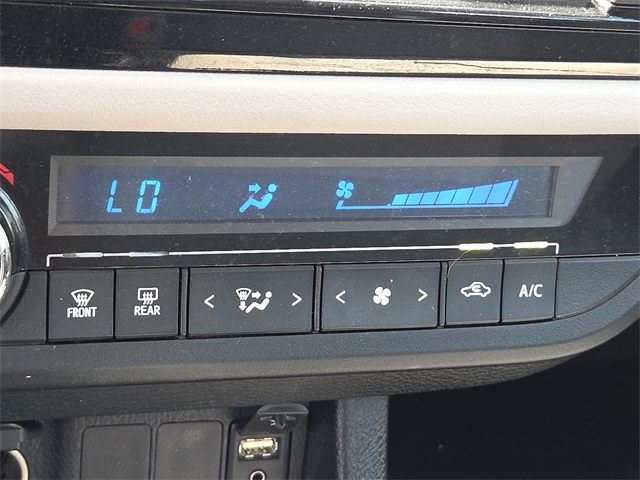 LO
FRONT
REAR
< >
< >
A/C